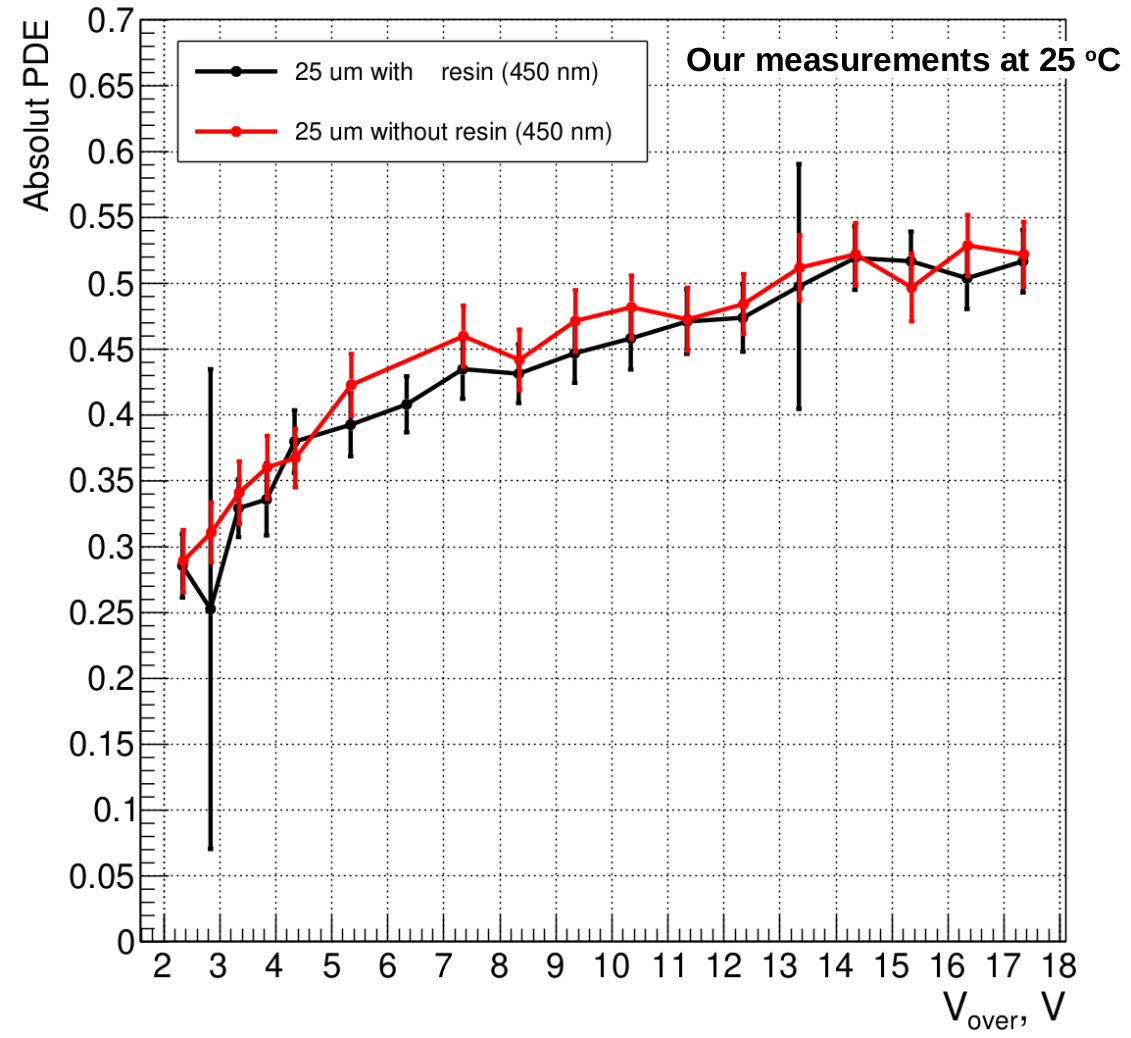 Our measurements at 25 °C
25 um with resin (450 nm)
25 um without resin (450 nm)
Absolut PDE
0.7
0.65
0.6
0.55
0.5
0.45
0.4
0.35
0.3
0.25
0.2
0.15
0.1
0.05
0
2 3 4 5 6 7 8 9 10 11 12 13 14 15 16 17 18
Vover, V